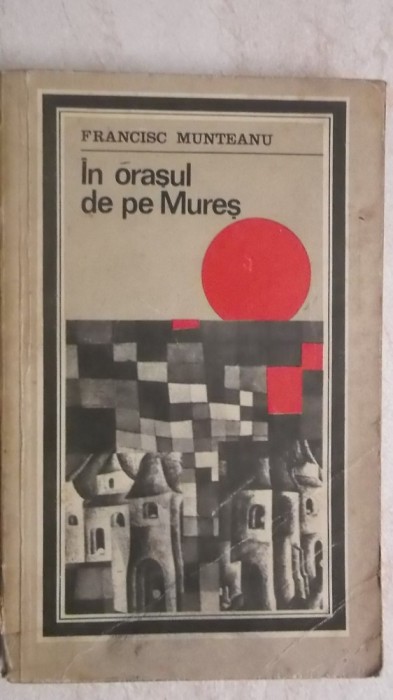 FRANCISC MUNTEANU
În orașul
de pe Mureș